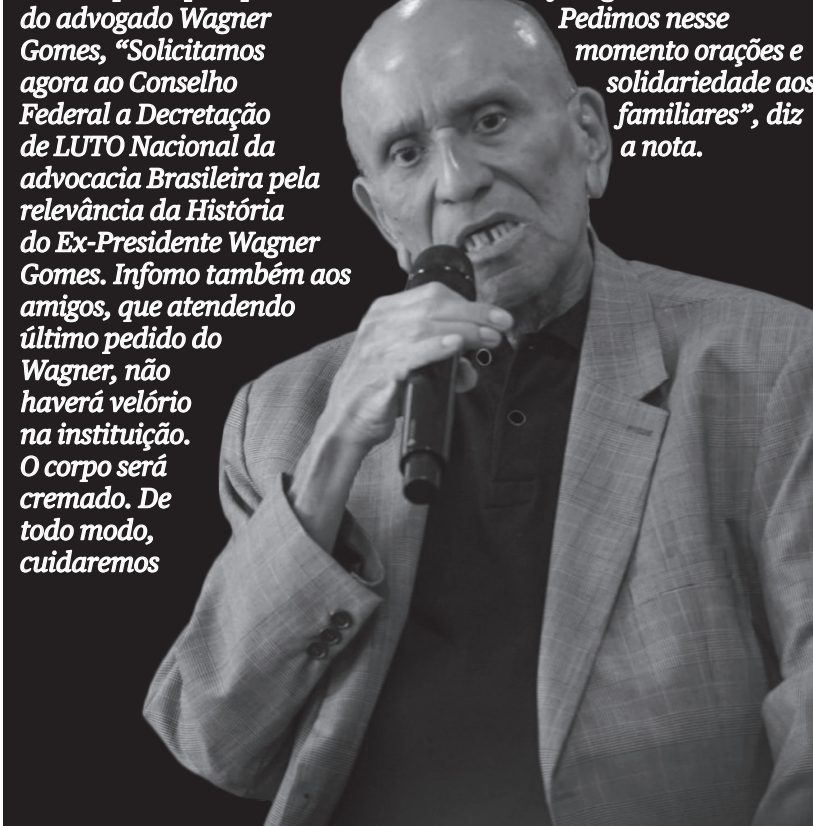 do advogado Wagner
Gomes, “Solicitamos
agora ao Conselho
Federal a Decretação
de LUTO Nacional da
advocacia Brasileira pela
relevância da História
do Ex-Presidente Wagner
Gomes. Infomo também aos
amigos, que atendendo
último pedido do
Wagner, não
haverá velório
na instituição.
O corpo será
cremado. De
todo modo,
cuidaremos
Pedimos nesse
momento orações e
solidariedade aos
familiares”, diz
a nota.